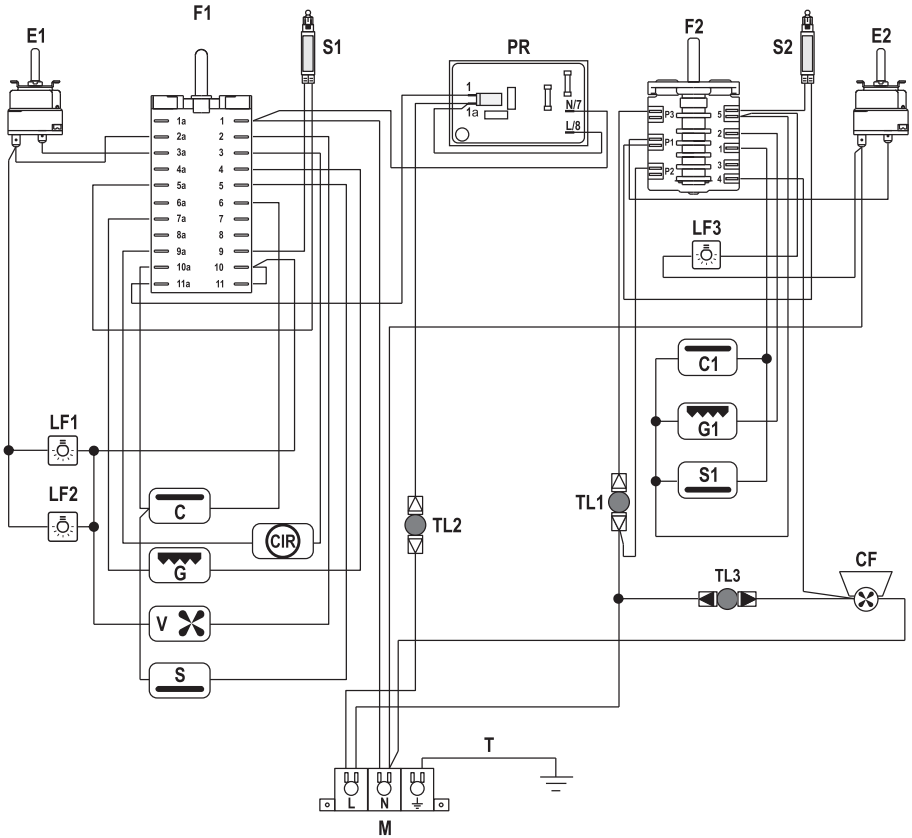 F1
E1
S1
PR
F2
S2
E2
1
1a
N/7
L/8
1a 1
2a 2
3a 3
4a 4
5a 5
6a 6
7a 7
8a 8
9a 9
10a 10
11a 11
P3 5
P1 2
1
P2 3
4
LF3
C1
G1
S1
LF1
LF2
C
CIR
G
V
S
TL2
TL1
TL3
CF
T
L N
M